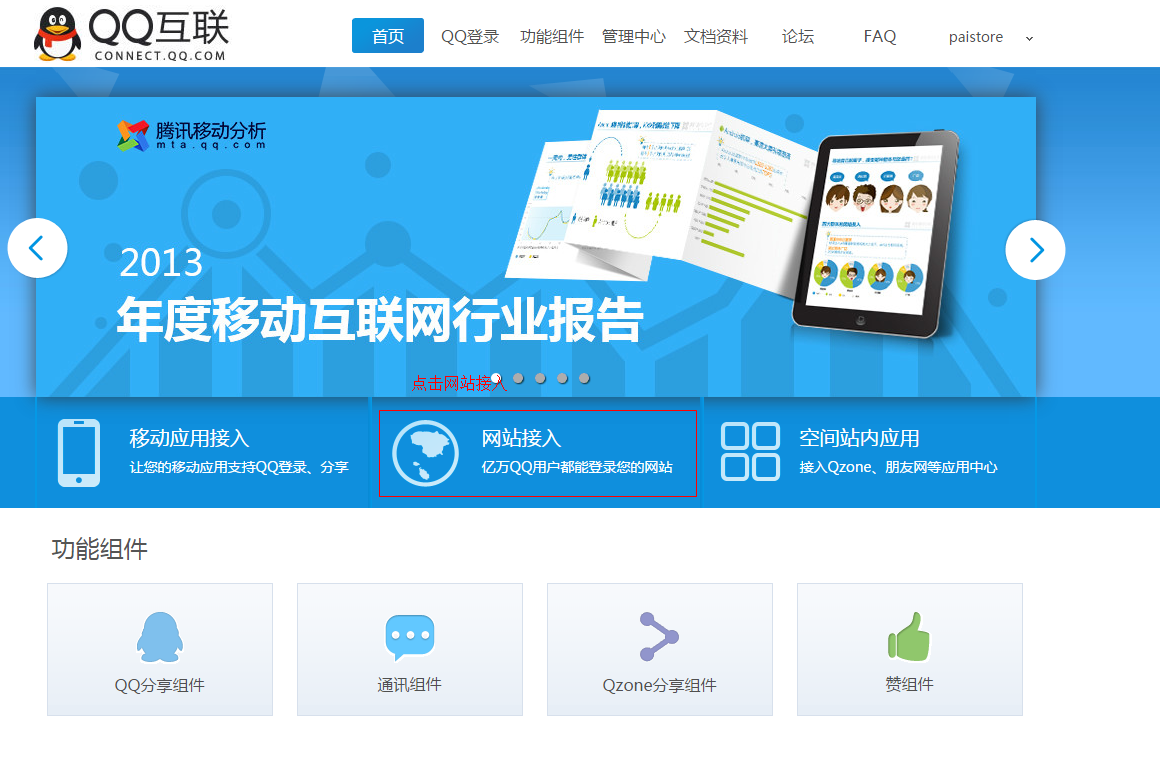 QQ互联
CONNECT.QQ.COM
首页 QQ登录 功能组件 管理中心 文档资料 论坛 FAQ paistore
腾讯移动分析
mta.qq.com
2013
年度移动互联网行业报告
点击网站接入
移动应用接入
让您的移动应用支持QQ登录、分享
网站接入
亿万QQ用户都能登录您的网站
空间站内应用
接入Qzone、朋友网等应用中心
功能组件
QQ分享组件
通讯组件
Qzone分享组件
赞组件